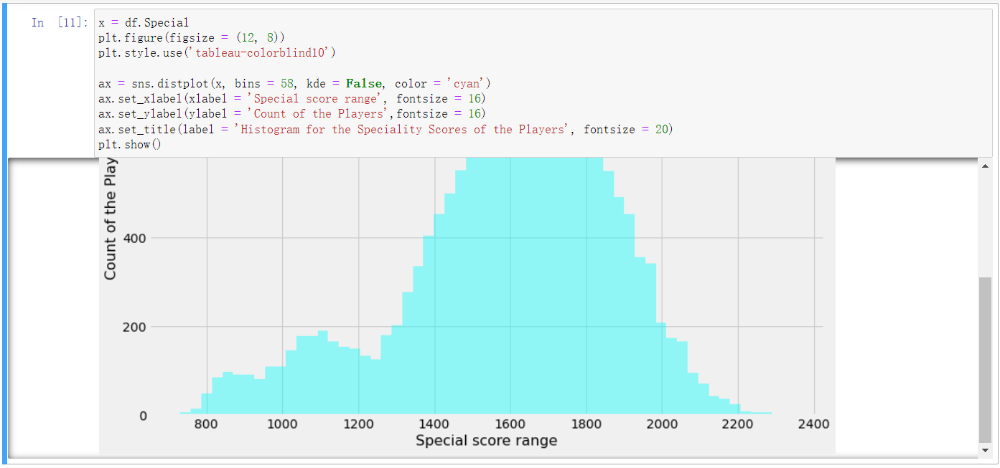 In [11]:
x = df.Special
plt.figure(figsize = (12, 8))
plt.style.use('tableau-colorblind10')
ax = sns.distplot(x, bins = 58, kde = False, color = 'cyan')
ax.set_xlabel(xlabel = 'Special score range', fontsize = 16)
ax.set_ylabel(ylabel = 'Count of the Players',fontsize = 16)
ax.set_title(label = 'Histogram for the Speciality Scores of the Players', fontsize = 20)
plt.show()
Count of the Play
400
200
0
800 1000 1200 1400 1600 1800 2000 2200 2400
Special score range